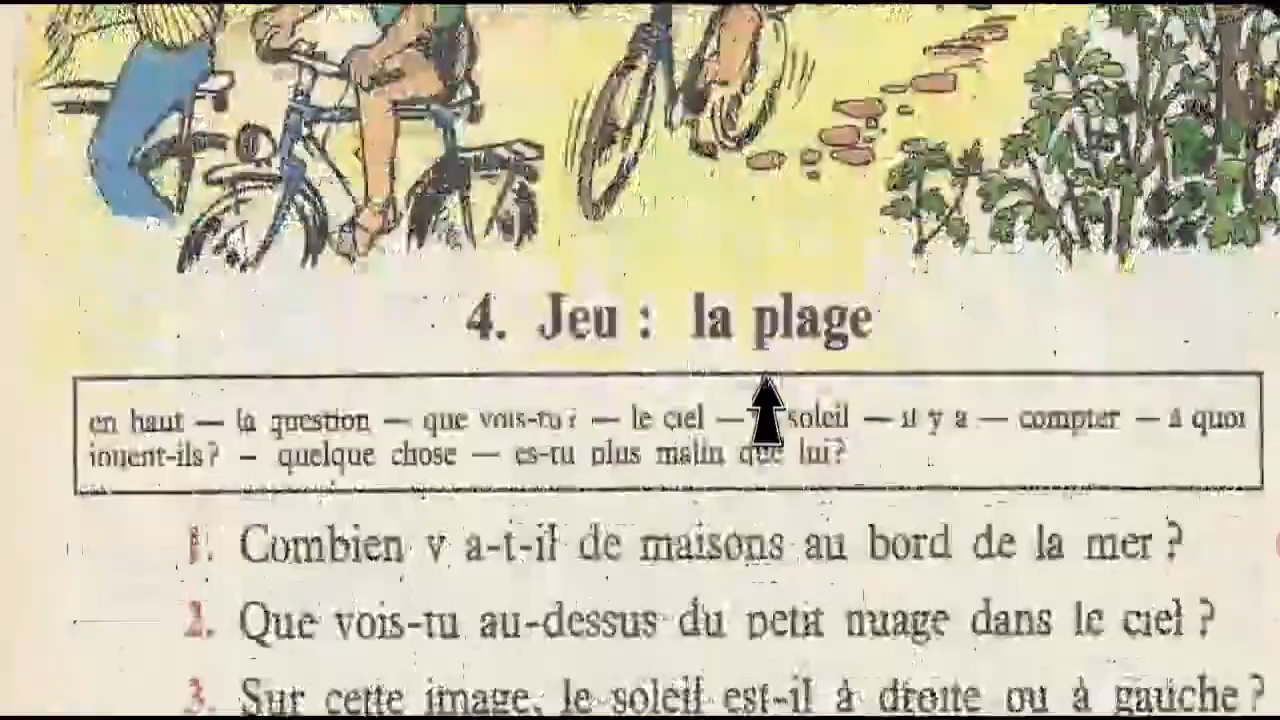 4. Jeu : la plage
en haut — la question — que vois-tu? — le ciel — soleil — il y a — compter — à quoi
jouent-ils? — quelque chose — es-tu plus malin que lui?
1. Combien y a-t-il de maisons au bord de la mer ?
2. Que vois-tu au-dessus du petit nuage dans le ciel ?
3. Sur cette image, le soleil est-il à droite ou à gauche ?